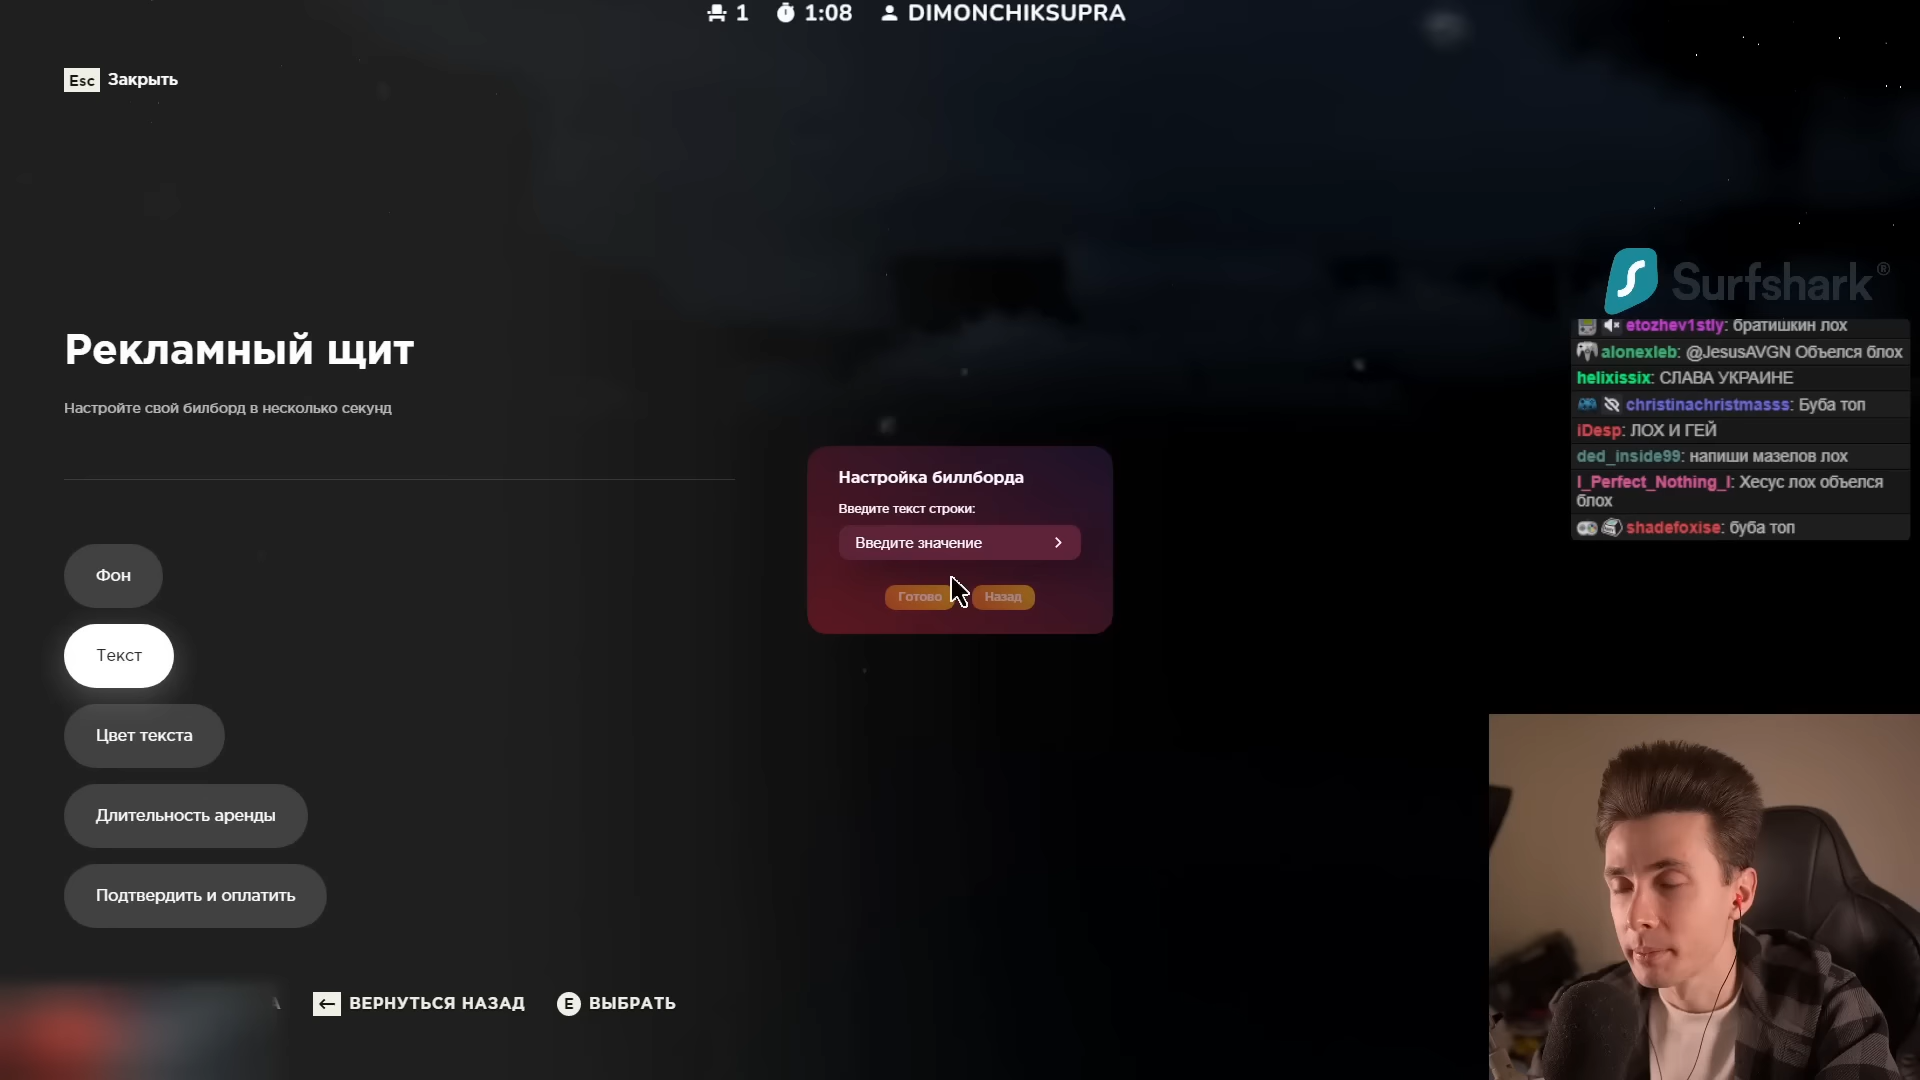 1 1:08 DIMONCHIKSUPRA
Esc Закрыть
Рекламный щит
Настройте свой билборд в несколько секунд
Фон
Текст
Цвет текста
Длительность аренды
Подтвердить и оплатить
ВЕРНУТЬСЯ НАЗАД E ВЫБРАТЬ
Настройка биллборда
Введите текст строки:
Введите значение
Готово Назад
Surfshark®
etozhev1stly: братишкин лох
alonexleb: @JesusAVGN Объелся блох
helixissix: СЛАВА УКРАИНЕ
christinachristmasss: Буба топ
iDesp: ЛОХ И ГЕЙ
ded_inside99: напиши мазелов лох
I_Perfect_Nothing_I: Хесус лох объелся
блох
shadefoxise: буба топ